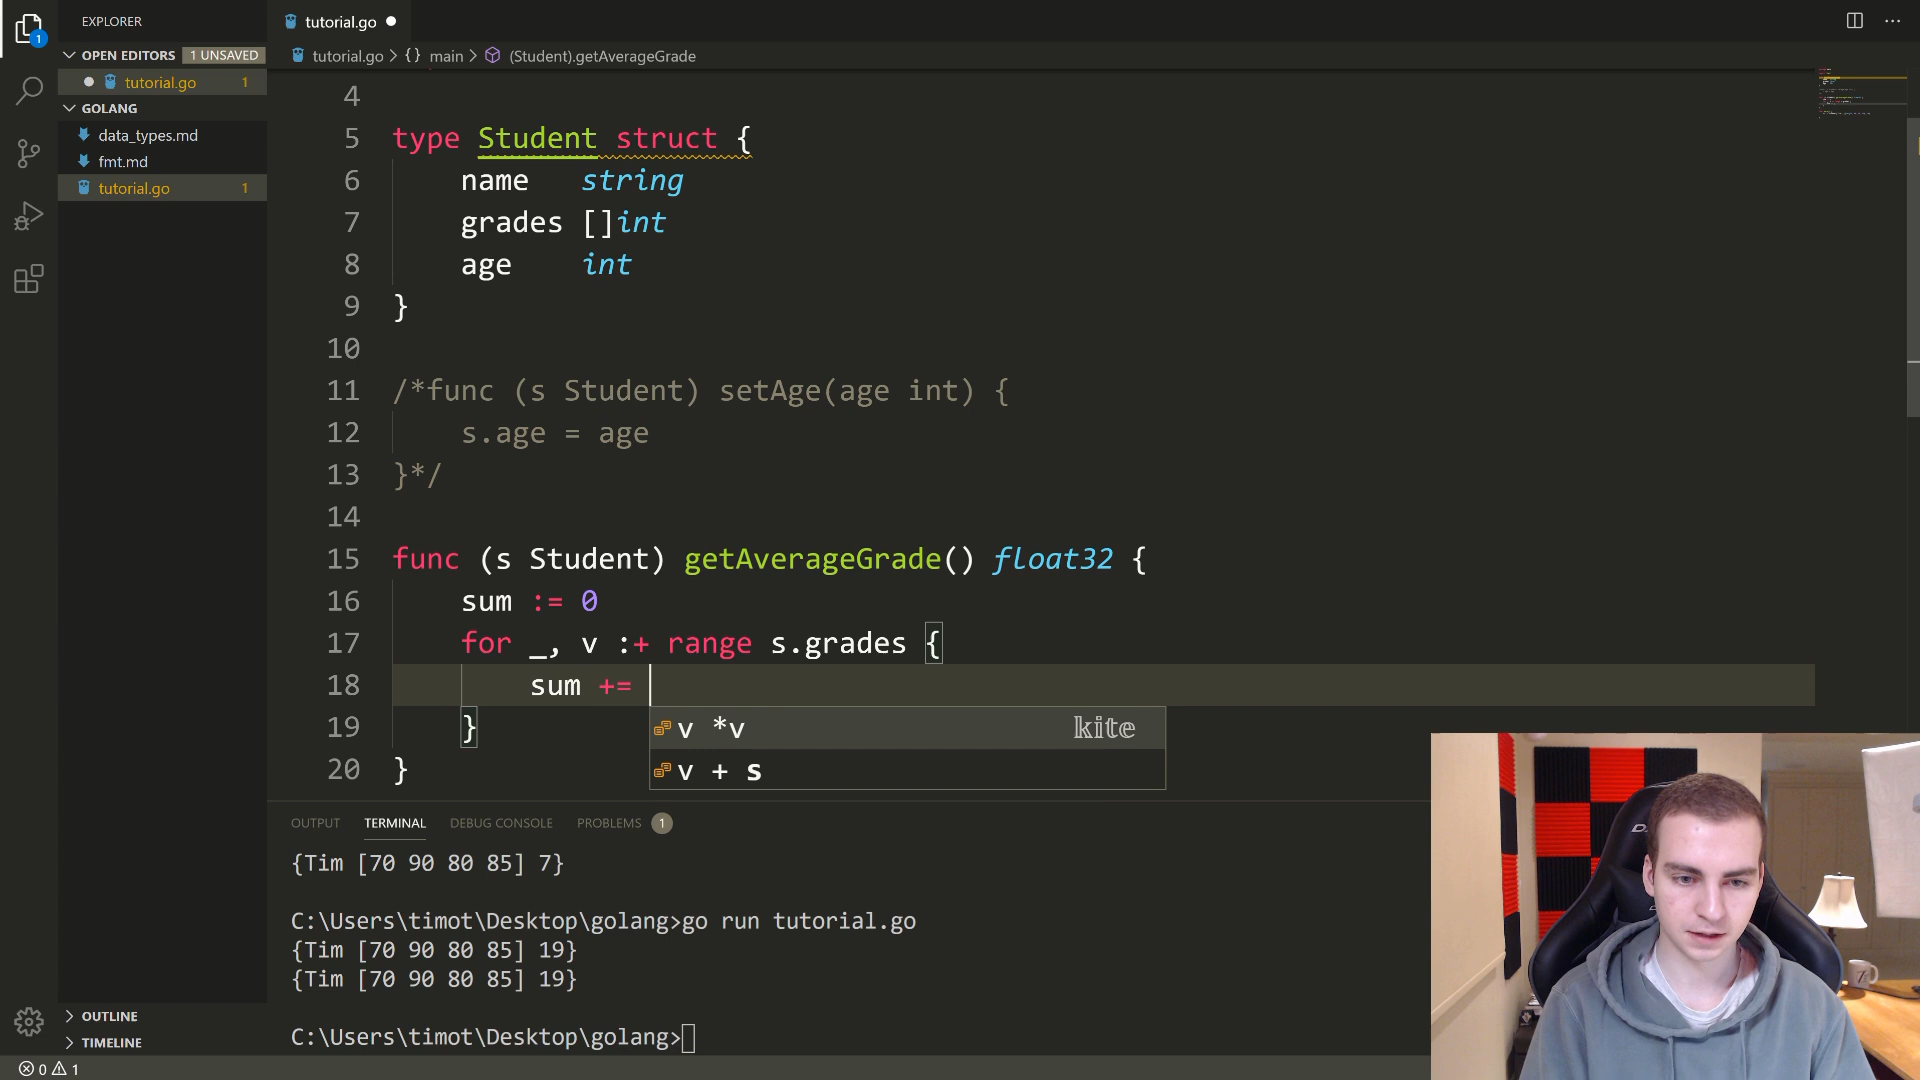 EXPLORER
OPEN EDITORS 1 UNSAVED
tutorial.go 1
GOLANG
data_types.md
fmt.md
tutorial.go 1
OUTLINE
TIMELINE
0 1
1
tutorial.go
tutorial.go > {} main > (Student).getAverageGrade
4
5 type Student struct {
6 name string
7 grades []int
8 age int
9 }
10
11 /*func (s Student) setAge(age int) {
12 s.age = age
13 }*/
14
15 func (s Student) getAverageGrade() float32 {
16 sum := 0
17 for _, v :+ range s.grades {
18 sum +=
19 }
20 }
v *v kite
v + s
OUTPUT TERMINAL DEBUG CONSOLE PROBLEMS 1
{Tim [70 90 80 85] 7}
C:\Users\timot\Desktop\golang>go run tutorial.go
{Tim [70 90 80 85] 19}
{Tim [70 90 80 85] 19}
C:\Users\timot\Desktop\golang>